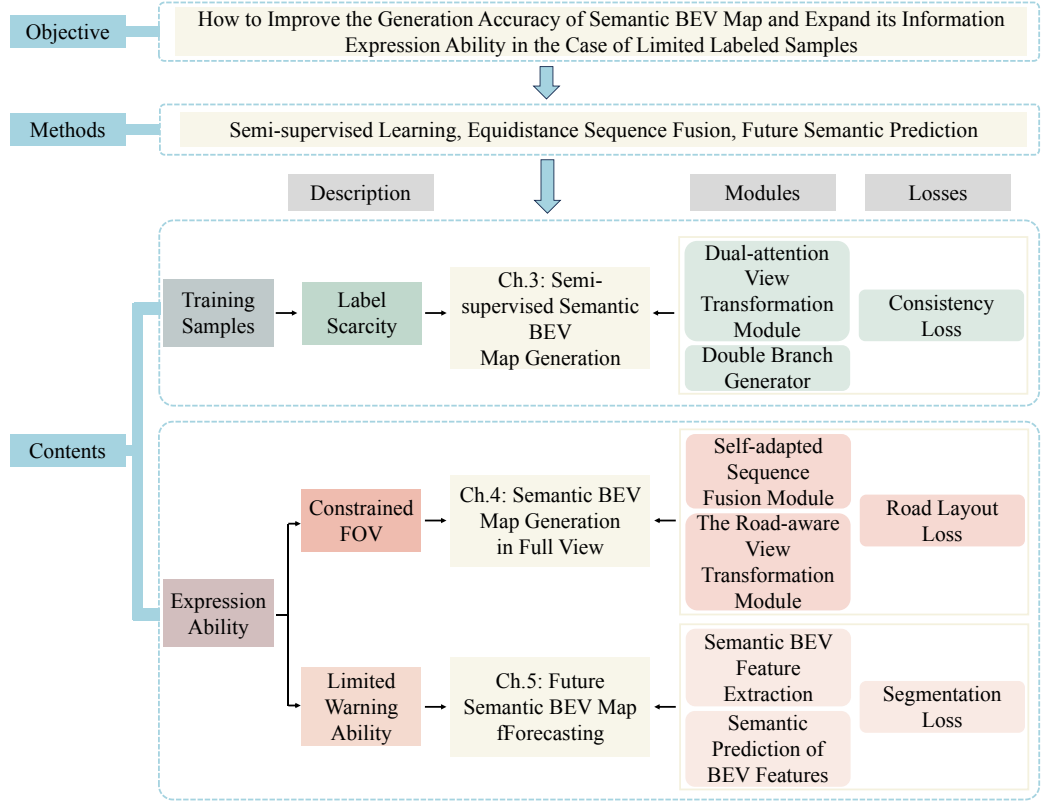 Objective
How to Improve the Generation Accuracy of Semantic BEV Map and Expand its Information
Expression Ability in the Case of Limited Labeled Samples
Methods
Semi-supervised Learning, Equidistance Sequence Fusion, Future Semantic Prediction
Description
Modules
Losses
Contents
Training
Samples
Label
Scarcity
Ch.3: Semi-
supervised Semantic
BEV
Map Generation
Dual-attention
View
Transformation
Module
Double Branch
Generator
Consistency
Loss
Expression
Ability
Constrained
FOV
Ch.4: Semantic BEV
Map Generation
in Full View
Self-adapted
Sequence
Fusion Module
The Road-aware
View
Transformation
Module
Road Layout
Loss
Limited
Warning
Ability
Ch.5: Future
Semantic BEV Map
fForecasting
Semantic BEV
Feature
Extraction
Semantic
Prediction of
BEV Features
Segmentation
Loss